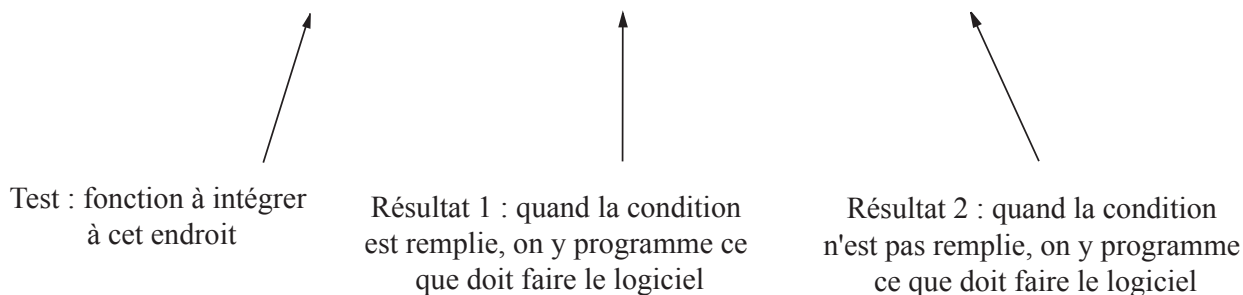 Test : fonction à intégrer
à cet endroit
Résultat 1 : quand la condition
est remplie, on y programme ce
que doit faire le logiciel
Résultat 2 : quand la condition
n'est pas remplie, on y programme
ce que doit faire le logiciel